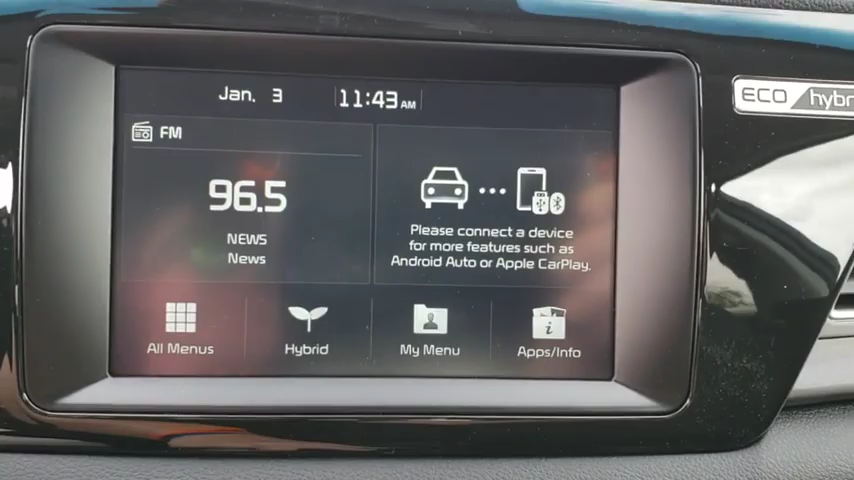 Jan. 3
11:43 AM
ECO hybr
FM
96.5
NEWS
News
Please connect a device
for more features such as
Android Auto or Apple CarPlay.
All Menus
Hybrid
My Menu
Apps/Info